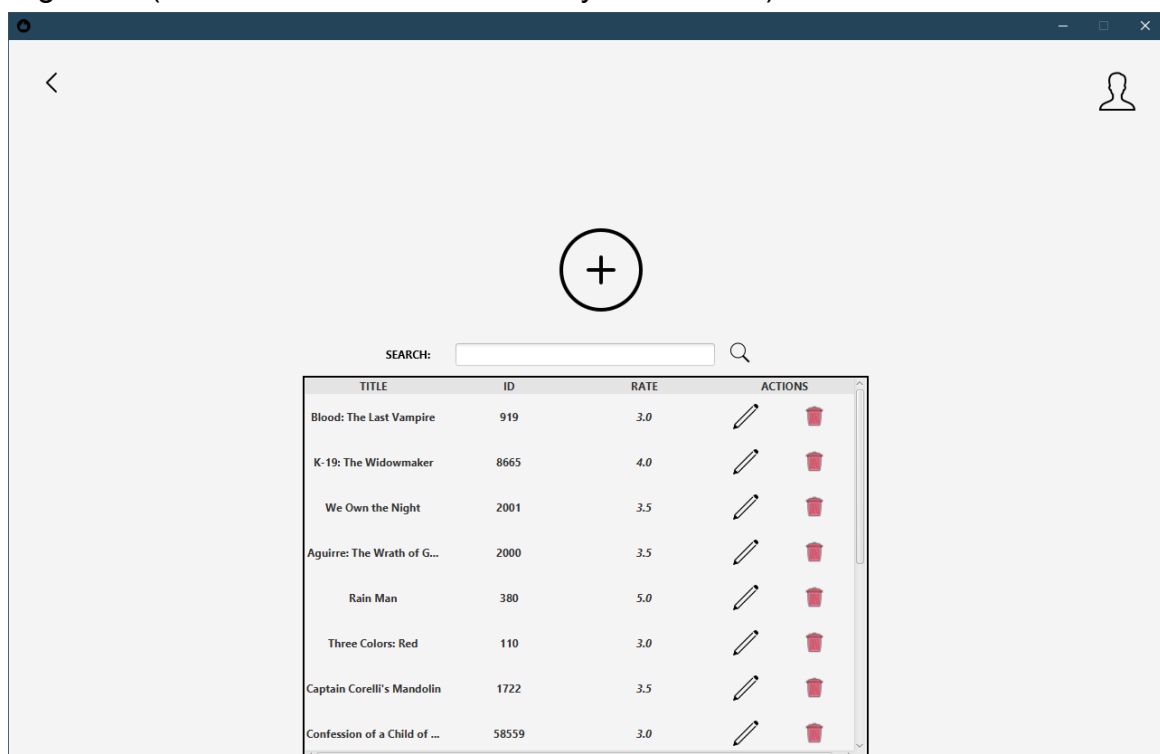 SEARCH:
TITLE ID RATE ACTIONS
Blood: The Last Vampire 919 3.0
K-19: The Widowmaker 8665 4.0
We Own the Night 2001 3.5
Aguirre: The Wrath of G... 2000 3.5
Rain Man 380 5.0
Three Colors: Red 110 3.0
Captain Corelli's Mandolin 1722 3.5
Confession of a Child of ... 58559 3.0